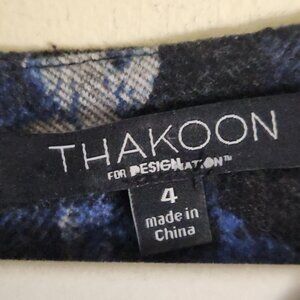 THAKOON
FOR DESIGNATION™
4
made in
China